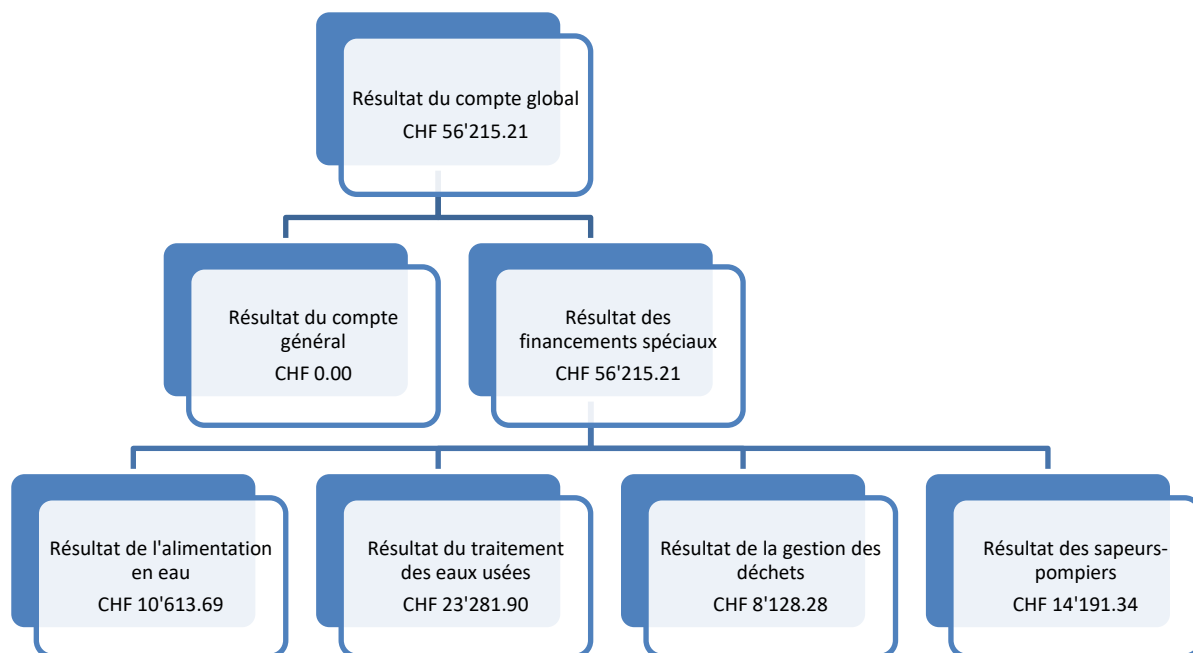 Résultat du compte global
CHF 56'215.21
Résultat du compte
général
CHF 0.00
Résultat des
financements spéciaux
CHF 56'215.21
Résultat de l'alimentation
en eau
CHF 10'613.69
Résultat du traitement
des eaux usées
CHF 23'281.90
Résultat de la gestion des
déchets
CHF 8'128.28
Résultat des sapeurs-
pompiers
CHF 14'191.34